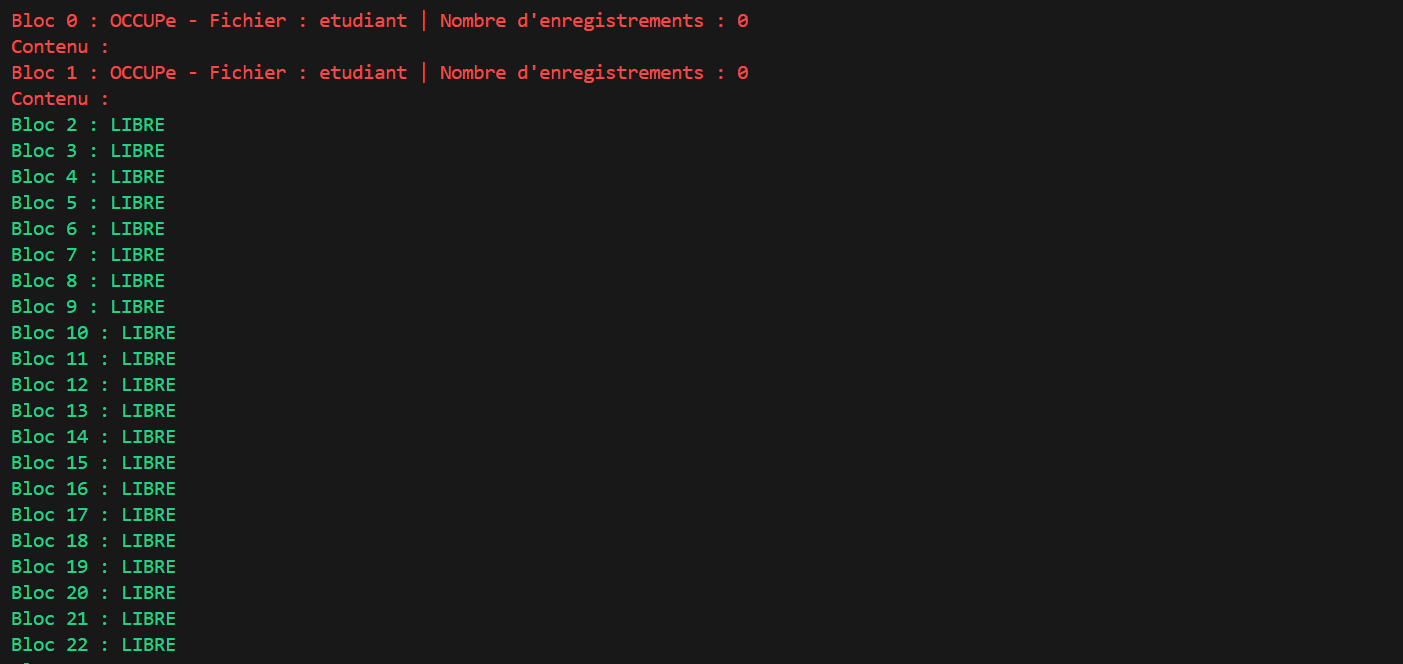 Bloc 0 : OCCUPe - Fichier : etudiant | Nombre d'enregistrements : 0
Contenu :
Bloc 1 : OCCUPe - Fichier : etudiant | Nombre d'enregistrements : 0
Contenu :
Bloc 2 : LIBRE
Bloc 3 : LIBRE
Bloc 4 : LIBRE
Bloc 5 : LIBRE
Bloc 6 : LIBRE
Bloc 7 : LIBRE
Bloc 8 : LIBRE
Bloc 9 : LIBRE
Bloc 10 : LIBRE
Bloc 11 : LIBRE
Bloc 12 : LIBRE
Bloc 13 : LIBRE
Bloc 14 : LIBRE
Bloc 15 : LIBRE
Bloc 16 : LIBRE
Bloc 17 : LIBRE
Bloc 18 : LIBRE
Bloc 19 : LIBRE
Bloc 20 : LIBRE
Bloc 21 : LIBRE
Bloc 22 : LIBRE